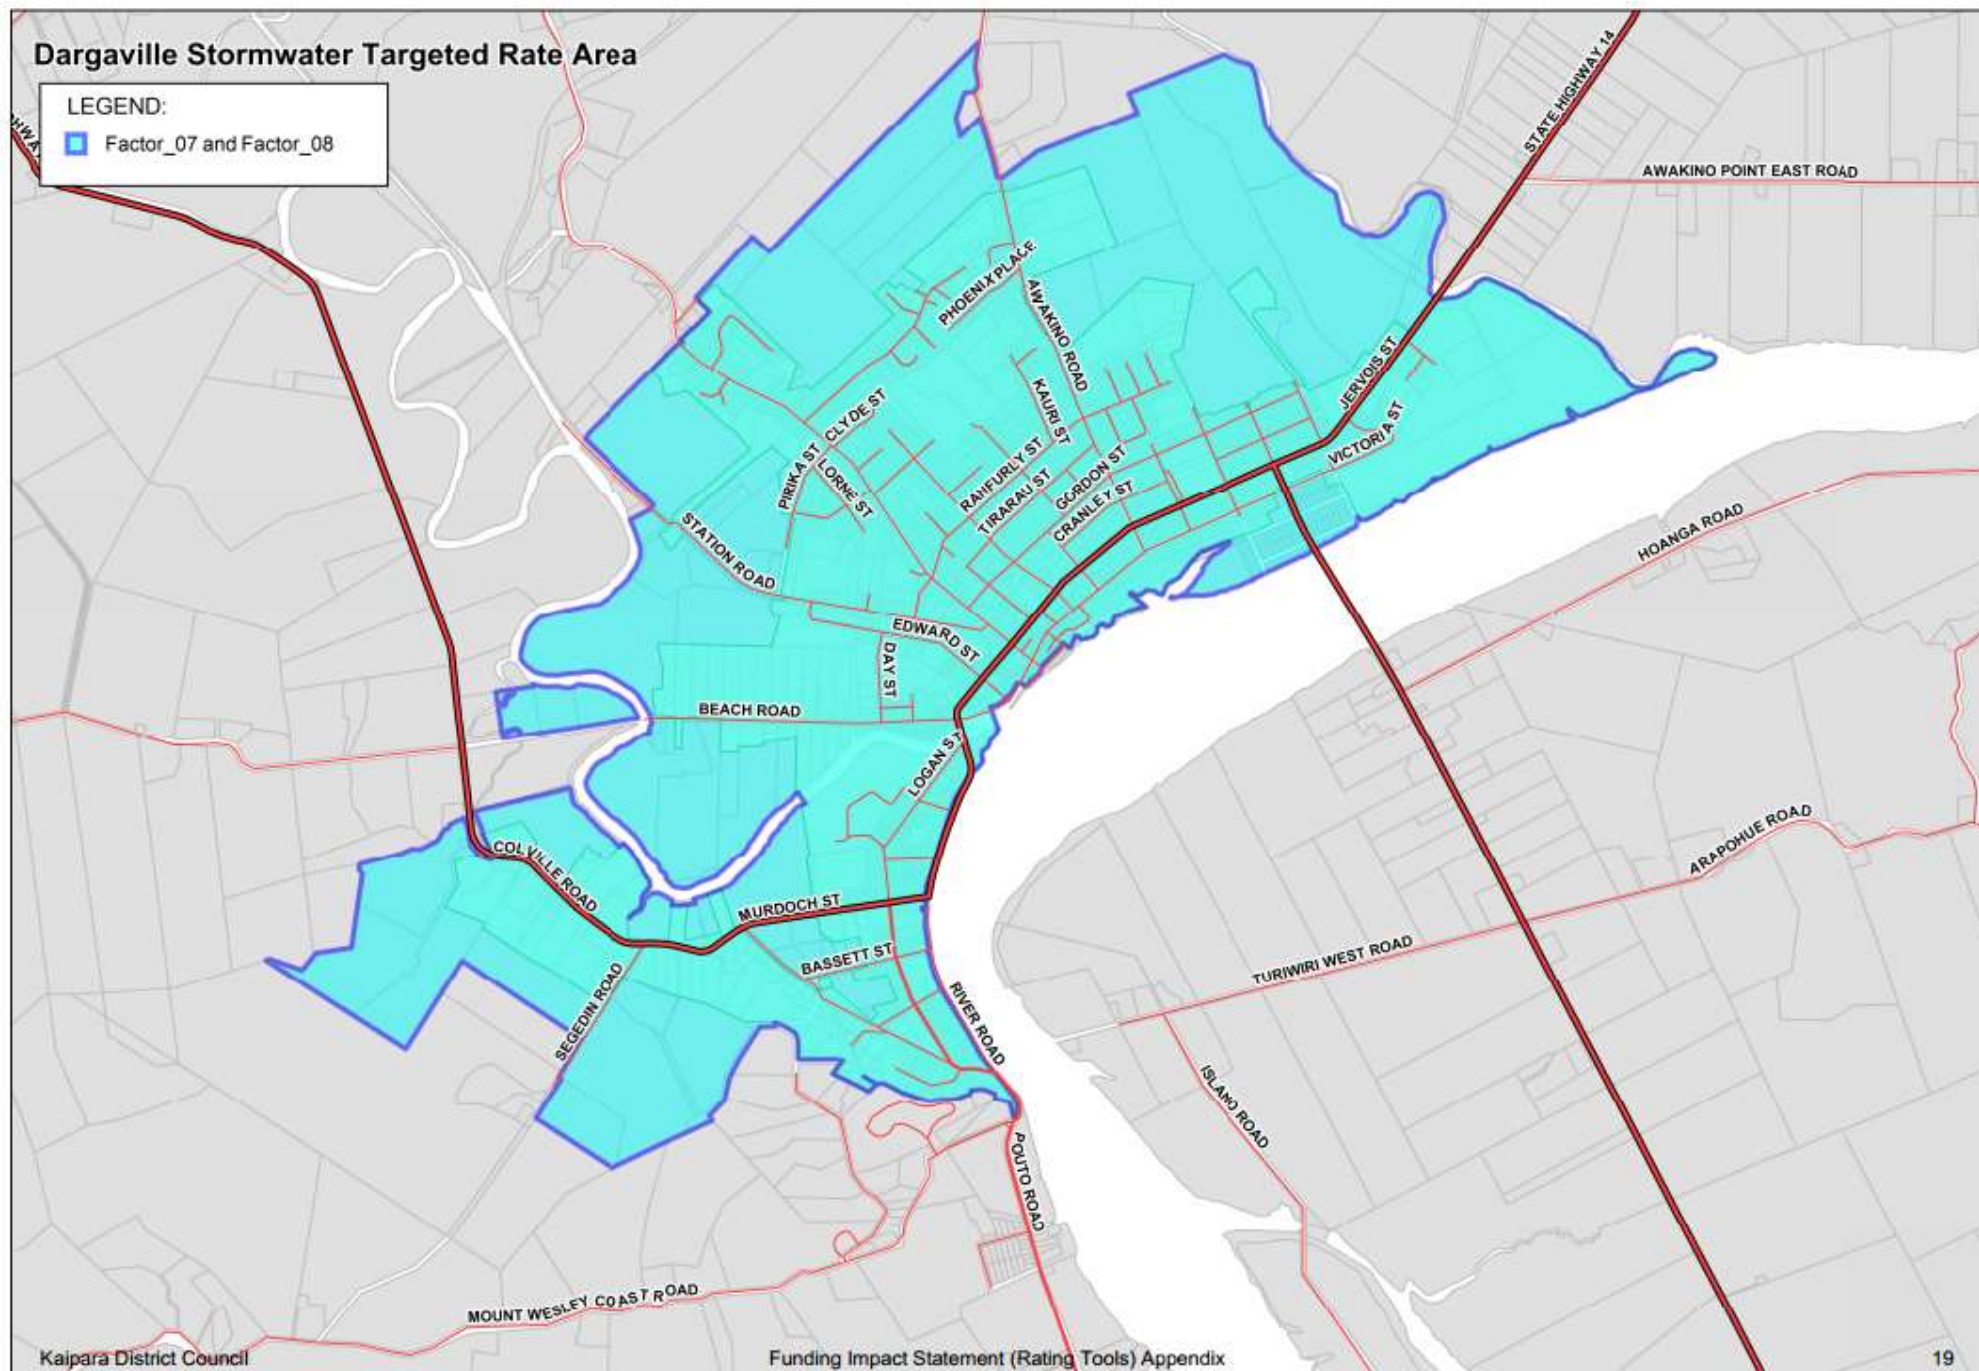 Dargaville Stormwater Targeted Rate Area
LEGEND:
Factor_07 and Factor_08
STATE HIGHWAY 14
AWAKINO POINT EAST ROAD
PHOENIX PLACE
AWAKINO ROAD
JERVOIS ST
KAURI ST
CLYDE ST
VICTORIA ST
PIRIKA ST
LORNE ST
RANFURLY ST
GORDON ST
TIRARAU ST
CRANLEY ST
STATION ROAD
HOANGA ROAD
EDWARD ST
DAY ST
BEACH ROAD
LOGAN ST
ARAPOHUE ROAD
COLVILLE ROAD
MURDOCH ST
BASSETT ST
TURIWIRI WEST ROAD
SEGEDIN ROAD
RIVER ROAD
ISLAND ROAD
POUTO ROAD
MOUNT WESLEY COAST ROAD
Kaipara District Council
Funding Impact Statement (Rating Tools) Appendix
19